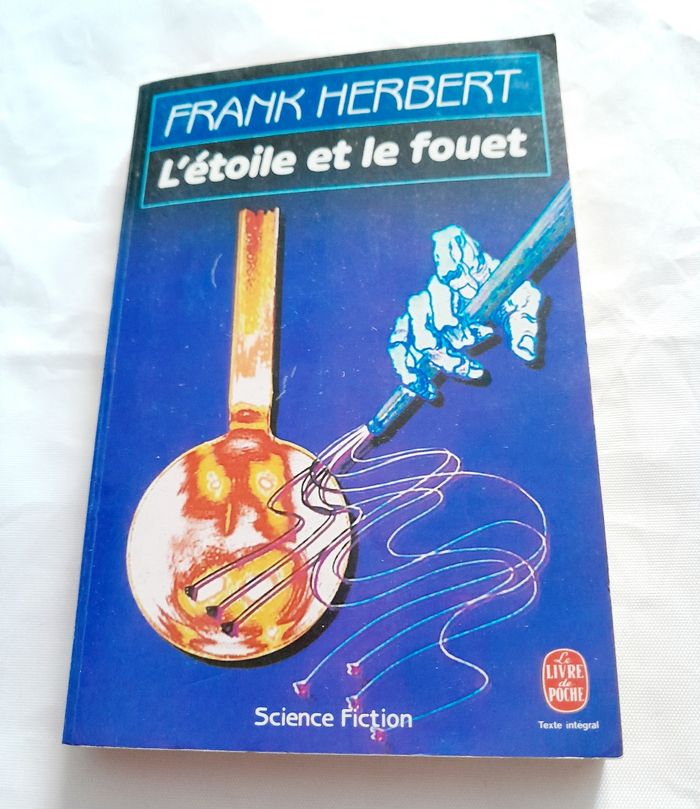 FRANK HERBERT
L'étoile et le fouet
Le
LIVRE
de
POCHE
Science Fiction
Texte intégral